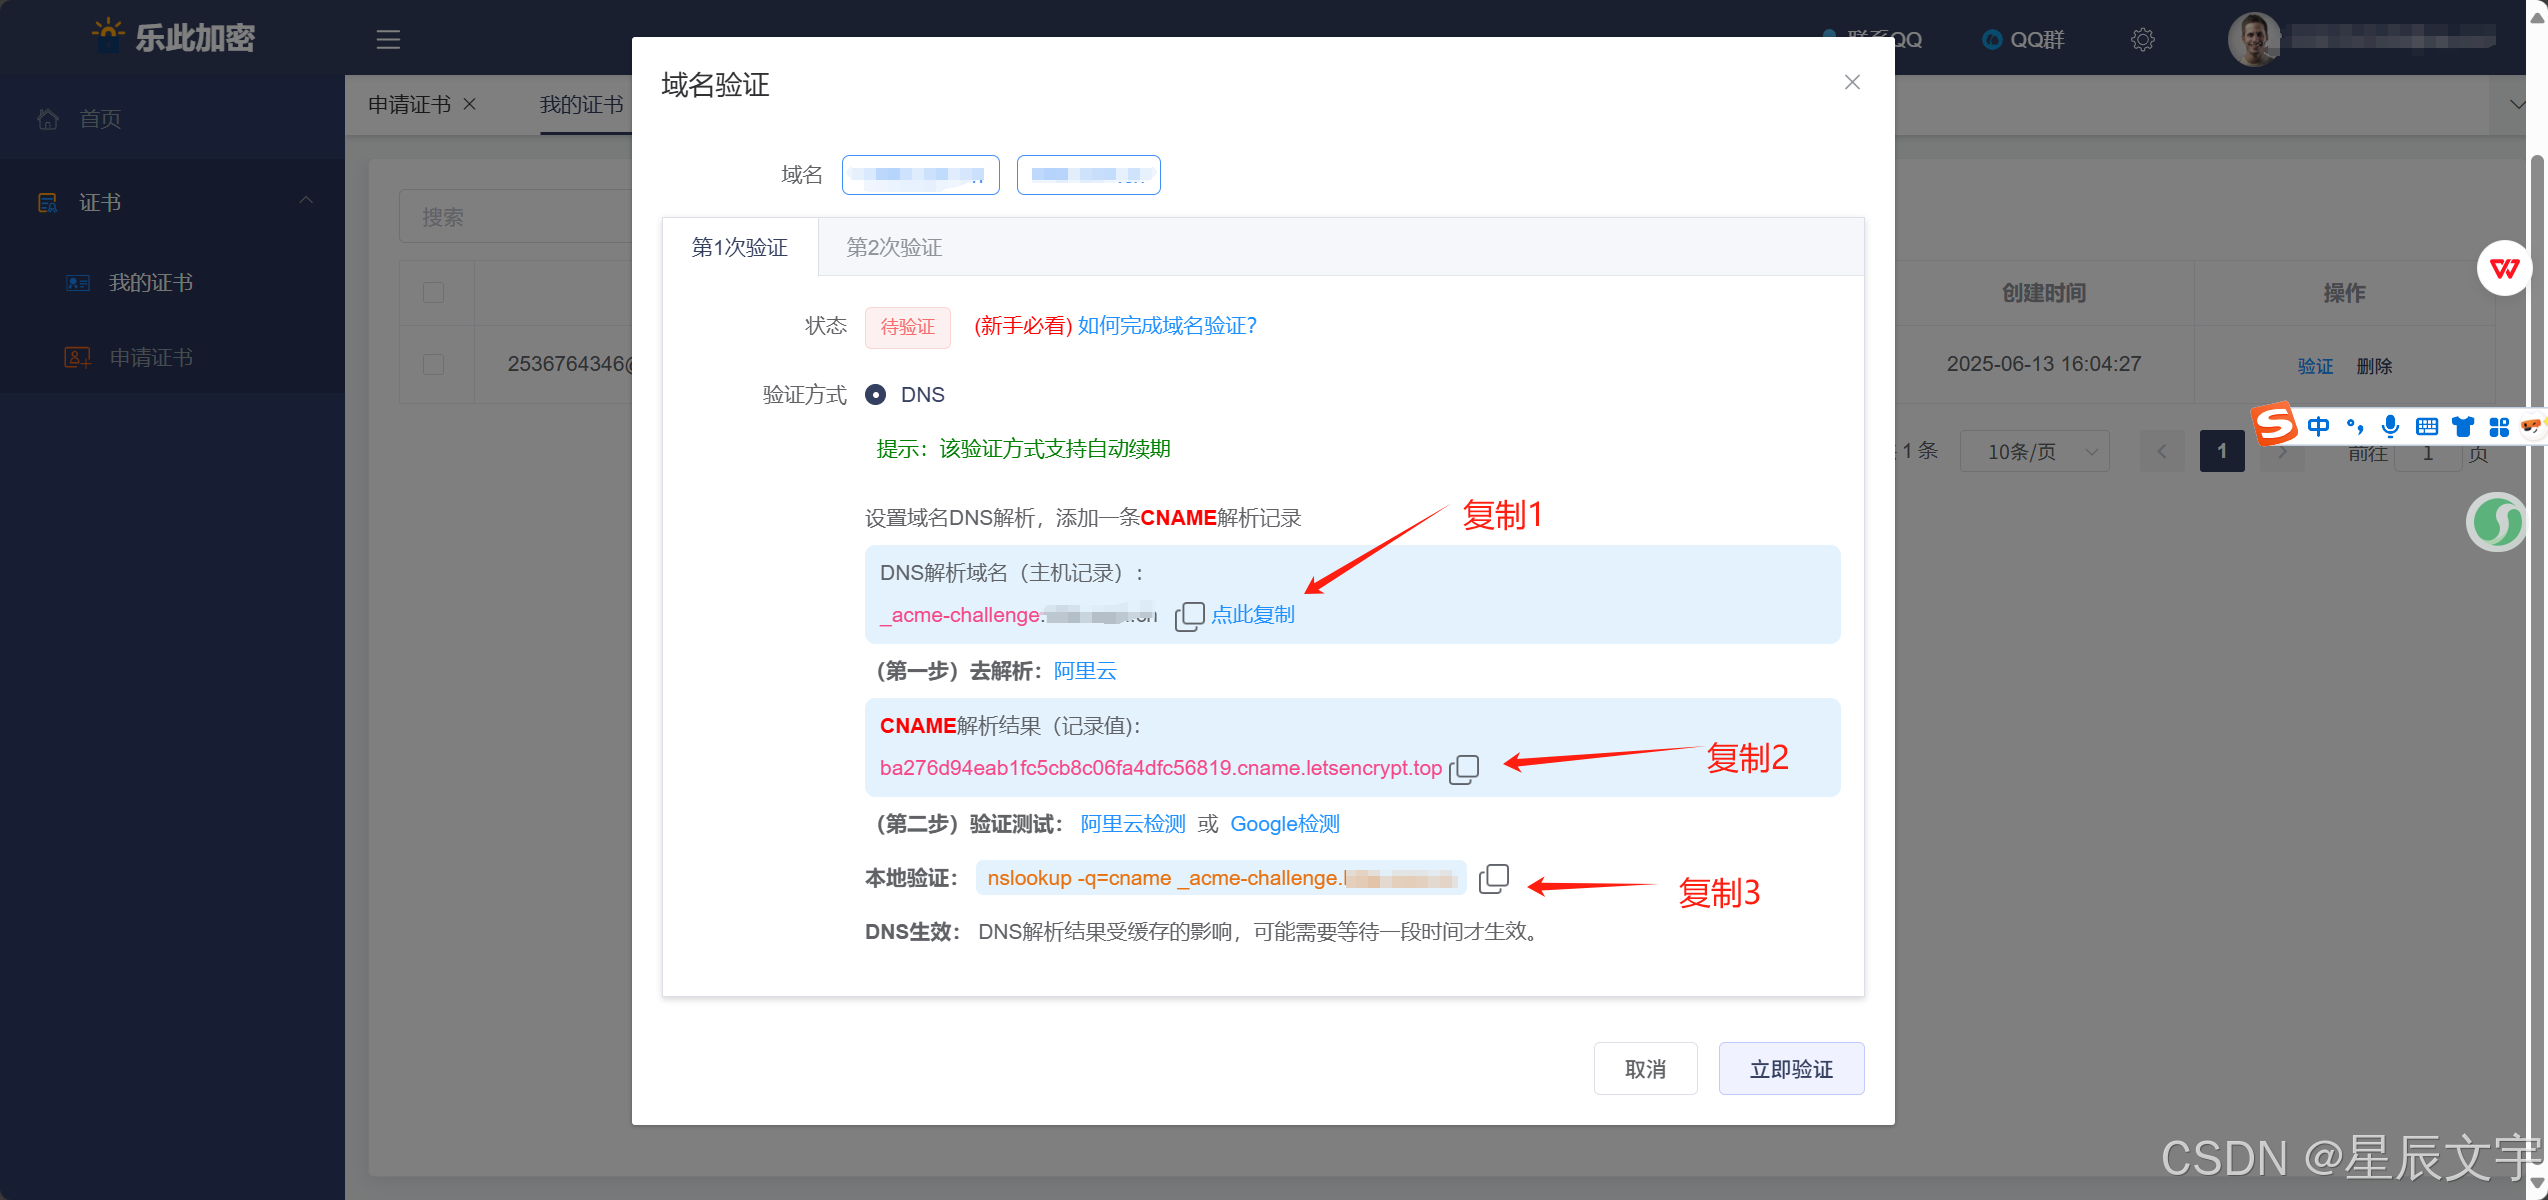 乐此加密
联系QQ
QQ群
首页
证书
我的证书
申请证书
申请证书
我的证书
搜索
创建时间
操作
2536764346@
2025-06-13 16:04:27
验证
删除
中
1 条
10条/页
1
前往
1
页
域名验证
域名
第1次验证
第2次验证
状态
待验证
(新手必看) 如何完成域名验证?
验证方式
DNS
提示：该验证方式支持自动续期
设置域名DNS解析，添加一条CNAME解析记录
复制1
DNS解析域名（主机记录）:
_acme-challenge.
点此复制
（第一步）去解析：阿里云
CNAME解析结果（记录值）:
ba276d94eab1fc5cb8c06fa4dfc56819.cname.letsencrypt.top
复制2
（第二步）验证测试： 阿里云检测 或 Google检测
本地验证： nslookup -q=cname _acme-challenge.
复制3
DNS生效： DNS解析结果受缓存的影响，可能需要等待一段时间才生效。
取消
立即验证
CSDN @星辰文宇